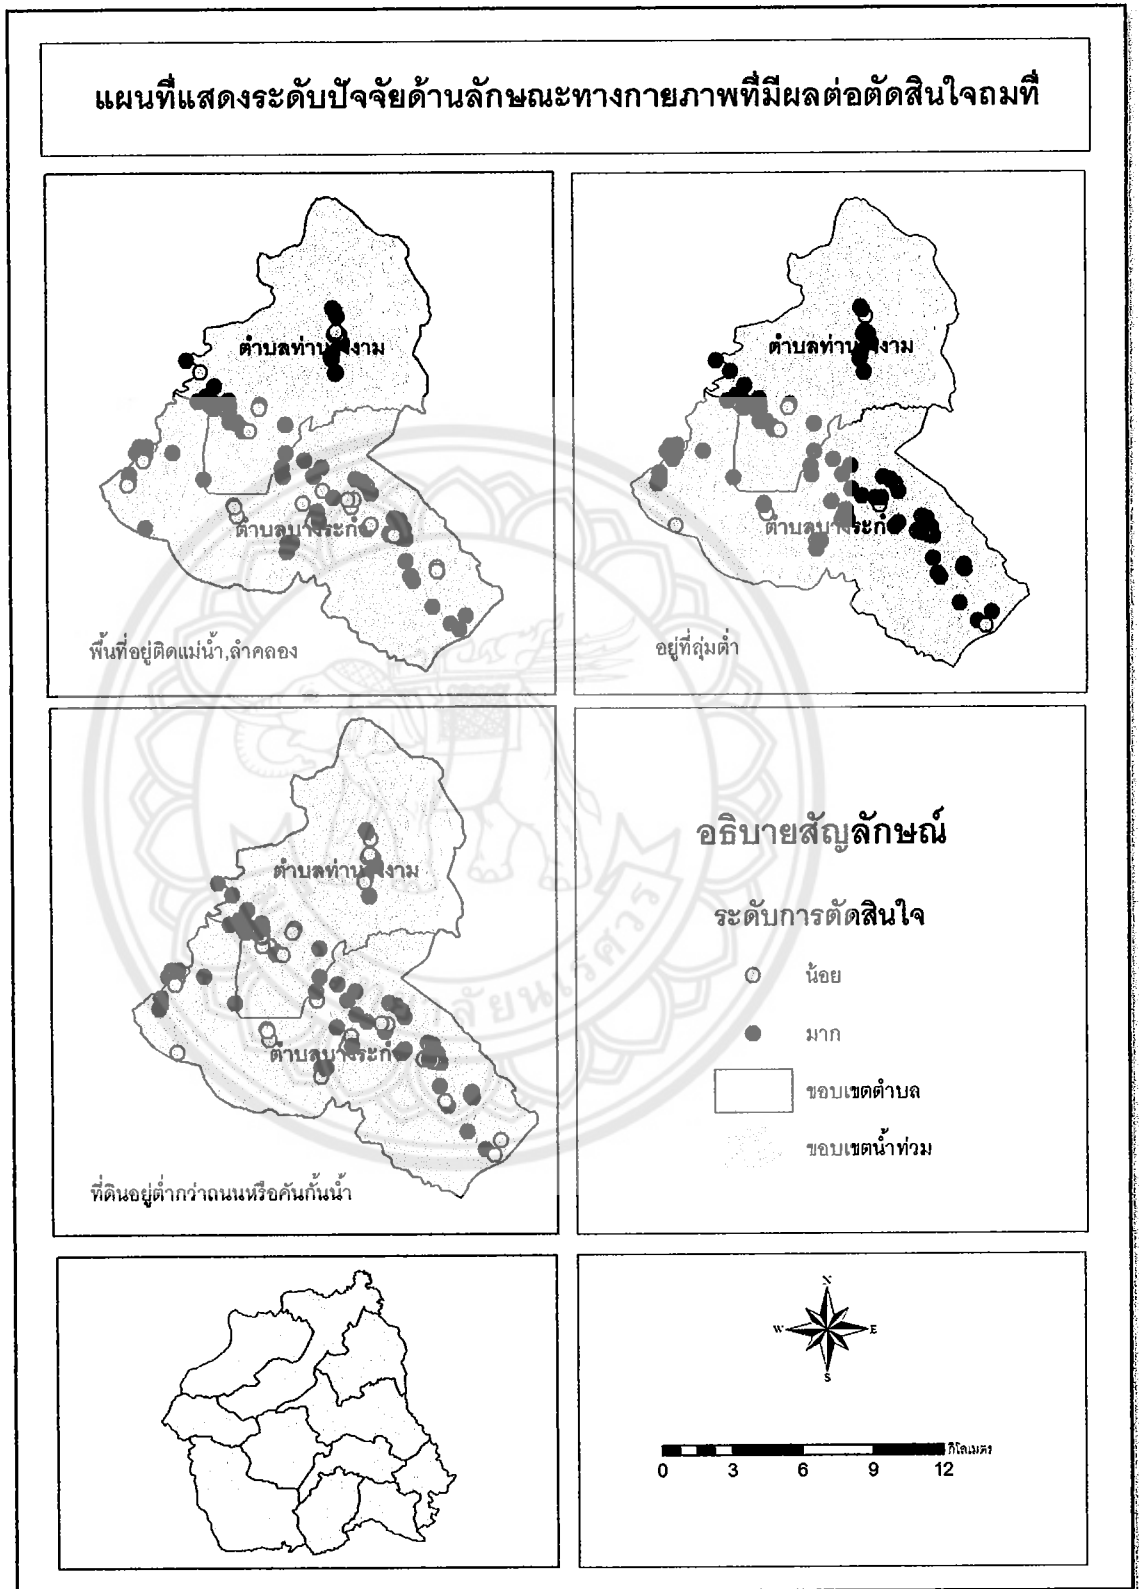 แผนที่แสดงระดับปัจจัยด้านลักษณะทางกายภาพที่มีผลต่อตัดสินใจถมที่
ตำบลท่านางงาม
ตำบลบางระกำ
พื้นที่อยู่ติดแม่น้ำ,ลำคลอง
ตำบลท่านางงาม
ตำบลบางระกำ
อยู่ที่ลุ่มต่ำ
ตำบลท่านางงาม
ตำบลบางระกำ
ที่ดินอยู่ต่ำกว่าถนนหรือคันกั้นน้ำ
อธิบายสัญลักษณ์
ระดับการตัดสินใจ
น้อย
มาก
ขอบเขตตำบล
ขอบเขตน้ำท่วม
N
W E
S
กิโลเมตร
0 3 6 9 12